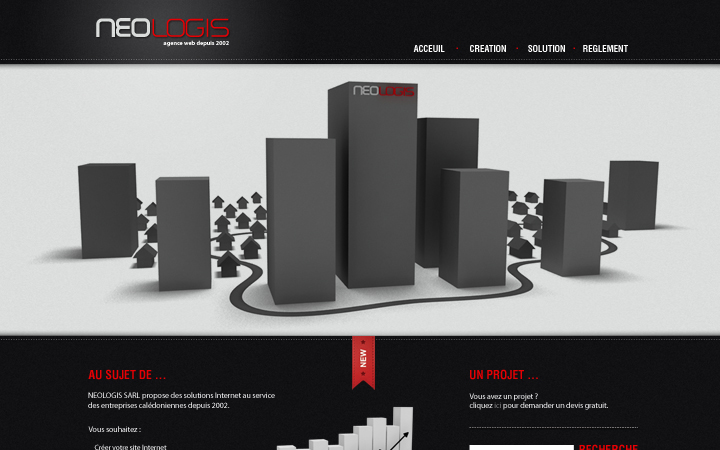 NEOLOGIS
agence web depuis 2002
ACCEUIL
CREATION
SOLUTION
REGLEMENT
NEOLOGIS
NEW
AU SUJET DE ...
NEOLOGIS SARL propose des solutions Internet au service
des entreprises calédoniennes depuis 2002.
Vous souhaitez :
Créer votre site Internet
UN PROJET ...
Vous avez un projet ?
cliquez ici pour demander un devis gratuit.
RECHERCHE